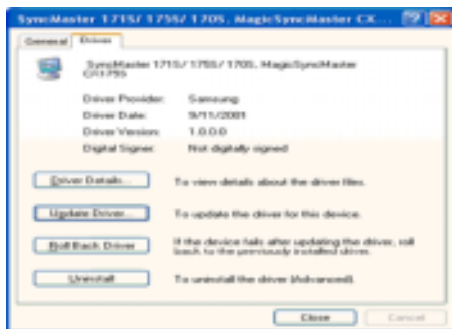 SyncMaster 171S/ 175S/ 170S, MagicSyncMaster CX...
General Driver
SyncMaster 171S/ 175S/ 170S, MagicSyncMaster
Driver Provider: Samsung
Driver Date: 9/11/2001
Driver Version: 1.0.0.0
Digital Signer: Not digitally signed
Driver Details... To view details about the driver files.
Update Driver... To update the driver for this device.
Roll Back Driver If the device fails after updating the driver, roll
back to the previously installed driver.
Uninstall To uninstall the driver (Advanced).
Close Cancel